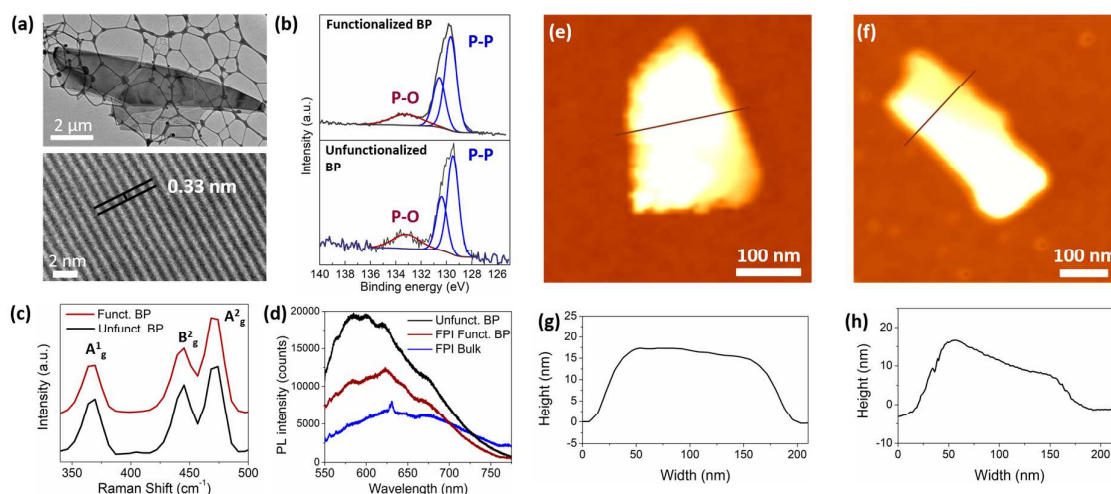 (a)
2 μm
0.33 nm
2 nm
(b)
Functionalized BP
P-P
P-O
Unfunctionalized
BP
P-P
P-O
Intensity (a.u.)
140 138 136 134 132 130 128 126
Binding energy (eV)
(c)
Funct. BP
Unfunct. BP
A¹g
B²g
A²g
Intensity (a.u.)
350 400 450 500
Raman Shift (cm⁻¹)
(d)
Unfunct. BP
FPI Funct. BP
FPI Bulk
PL intensity (counts)
20000
15000
10000
5000
0
550 600 650 700 750
Wavelength (nm)
(e)
100 nm
(f)
100 nm
(g)
Height (nm)
25
20
15
10
5
0
5
0 50 100 150 200
Width (nm)
(h)
Height (nm)
20
10
0
-10
0 50 100 150 200
Width (nm)